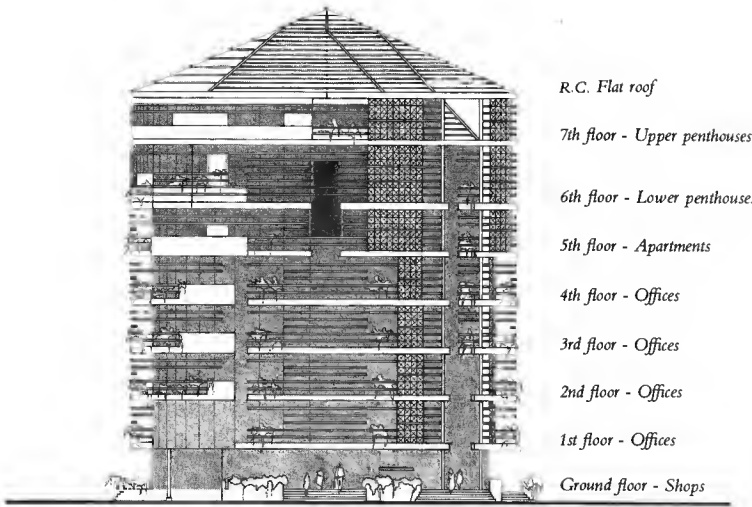 R.C. Flat roof
7th floor - Upper penthouses
6th floor - Lower penthouse
5th floor - Apartments
4th floor - Offices
3rd floor - Offices
2nd floor - Offices
1st floor - Offices
Ground floor - Shops